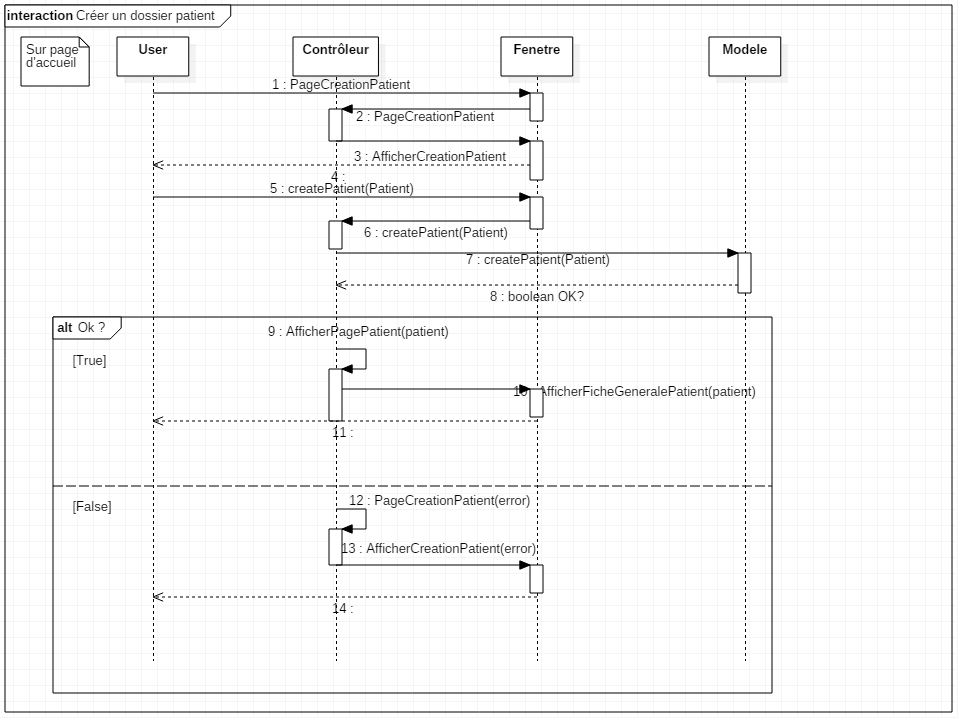 interaction Créer un dossier patient
Sur page
d'accueil
User
Contrôleur
Fenetre
Modele
1 : PageCreationPatient
2 : PageCreationPatient
3 : AfficherCreationPatient
4 :
5 : createPatient(Patient)
6 : createPatient(Patient)
7 : createPatient(Patient)
8 : boolean OK?
alt Ok ?
9 : AfficherPagePatient(patient)
[True]
10 : AfficherFicheGeneralePatient(patient)
11 :
12 : PageCreationPatient(error)
[False]
13 : AfficherCreationPatient(error)
14 :